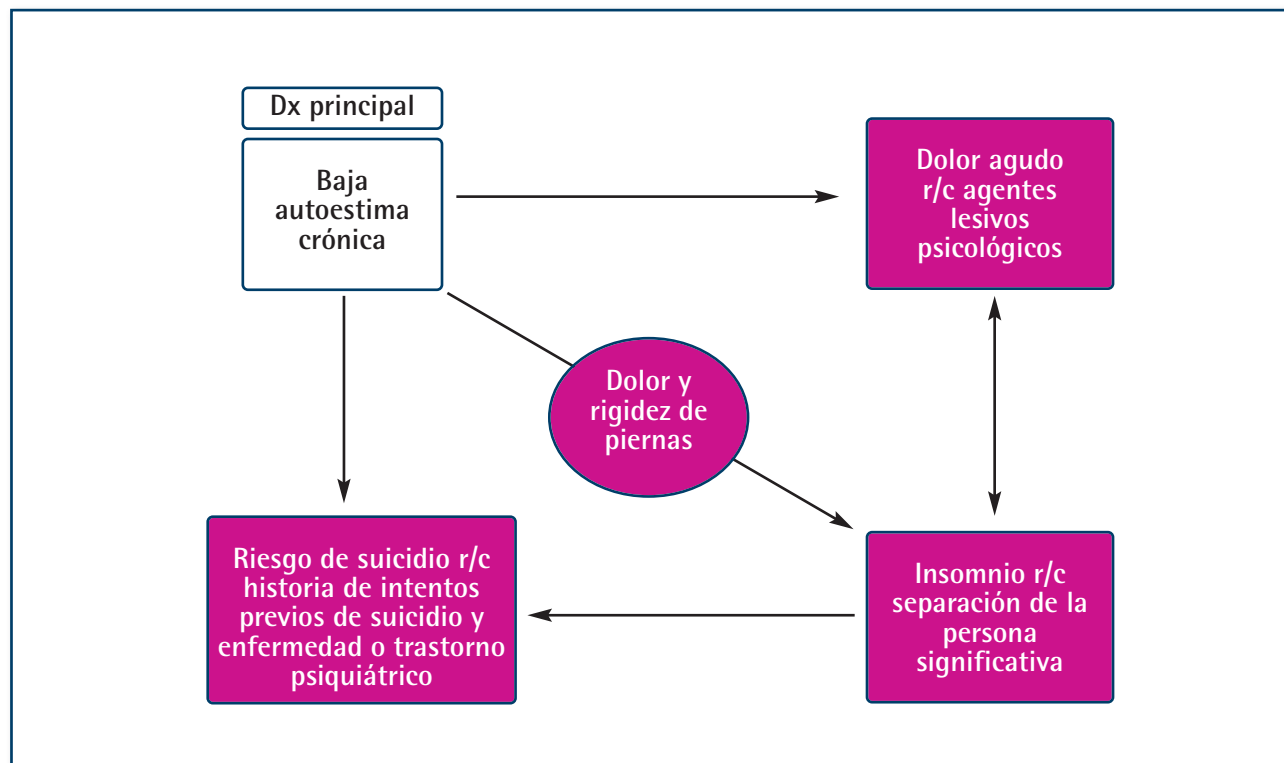 Dx principal
Baja
autoestima
crónica
Dolor agudo
r/c agentes
lesivos
psicológicos
Dolor y
rigidez de
piernas
Riesgo de suicidio r/c
historia de intentos
previos de suicidio y
enfermedad o trastorno
psiquiátrico
Insomnio r/c
separación de la
persona
significativa